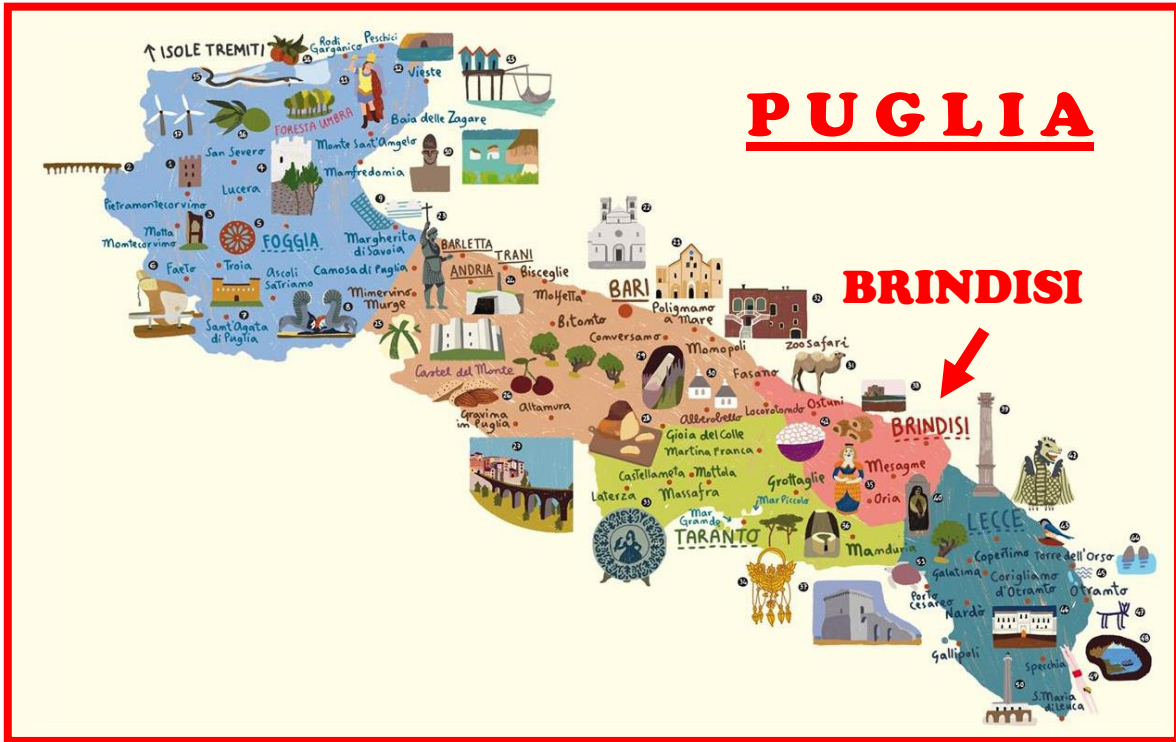 PUGLIA
BRINDISI
↑ ISOLE TREMITI
Rodi
Garganico
Peschici
Vieste
FORESTA UMBRA
Baia delle Zagare
Monte Sant'Angelo
San Severo
Manfredonia
Lucera
Pietramontecorvino
Motta
Montecorvino
FOGGIA
Margherita
di Savoia
Faeto
Troia
Ascoli
Satriano
Sant'Agata
di Puglia
Canosa di Puglia
BARLETTA
TRANI
ANDRIA
Bisceglie
Minervino
Murge
Molfetta
BARI
Bitonto
Polignano
a Mare
Conversano
Monopoli
Castel del Monte
Zoosafari
Fasano
Gravina
in Puglia
Altamura
Alberobello
Locorotondo
Ostuni
BRINDISI
Gioia del Colle
Martina Franca
Castellaneta
Mottola
Grottaglie
Mesagne
Laterza
Massafra
Oria
Mar Piccolo
Mar
Grande
TARANTO
Manduria
LECCE
Copertino
Torre dell'Orso
Galatina
Corigliano
d'Otranto
Otranto
Porto
Cesareo
Nardò
Gallipoli
Specchia
S. Maria
di Leuca